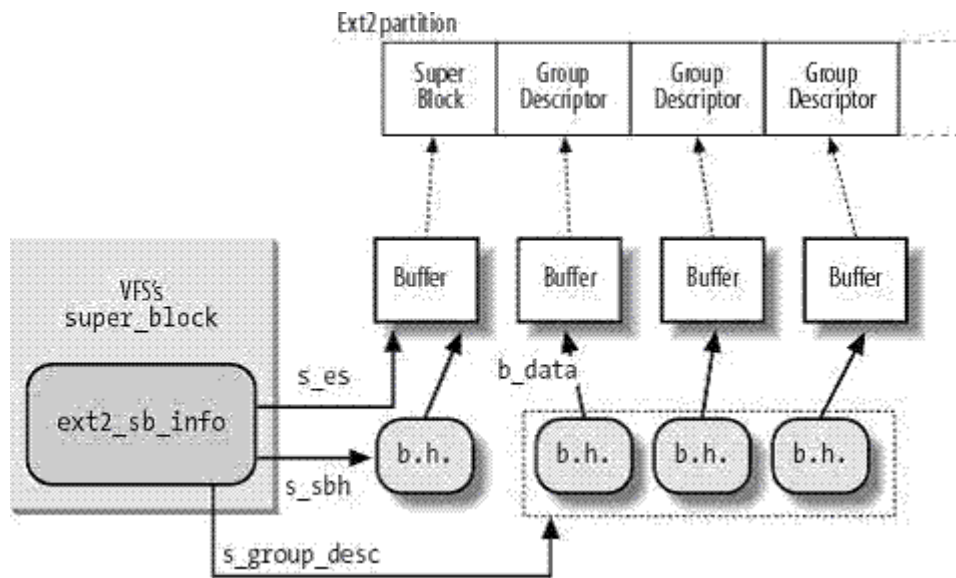 Ext2 partition
Super
Block
Group
Descriptor
Group
Descriptor
Group
Descriptor
Buffer
Buffer
Buffer
Buffer
VFS's
super_block
s_es
b_data
ext2_sb_info
b.h.
b.h.
b.h.
b.h.
s_sbh
s_group_desc